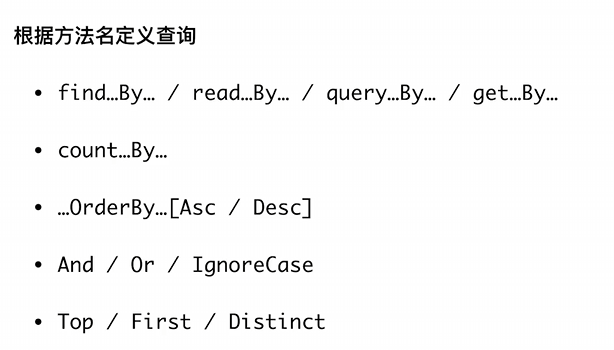 根据方法名定义查询
• find…By… / read…By… / query…By… / get…By…
• count…By…
• …OrderBy…[Asc / Desc]
• And / Or / IgnoreCase
• Top / First / Distinct